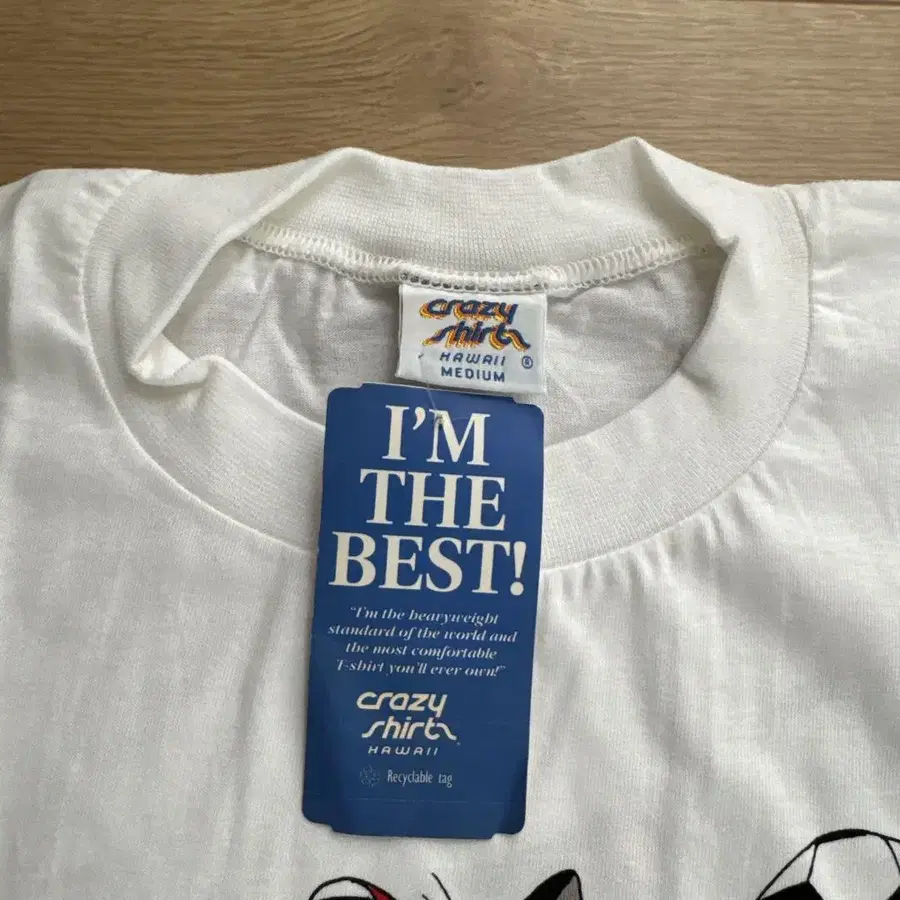 crazy
shirts
HAWAII ®
MEDIUM
I'M
THE
BEST!
"I'm the heavyweight
standard of the world and
the most comfortable
T-shirt you'll ever own!"
crazy
shirts
HAWAII
Recyclable tag